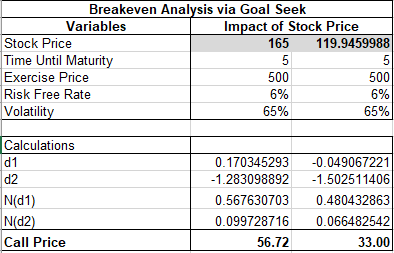 Breakeven Analysis via Goal Seek
Variables Impact of Stock Price
Stock Price 165 119.9459988
Time Until Maturity 5 5
Exercise Price 500 500
Risk Free Rate 6% 6%
Volatility 65% 65%
Calculations
d1 0.170345293 -0.049067221
d2 -1.283098892 -1.502511406
N(d1) 0.567630703 0.480432863
N(d2) 0.099728716 0.066482542
Call Price 56.72 33.00